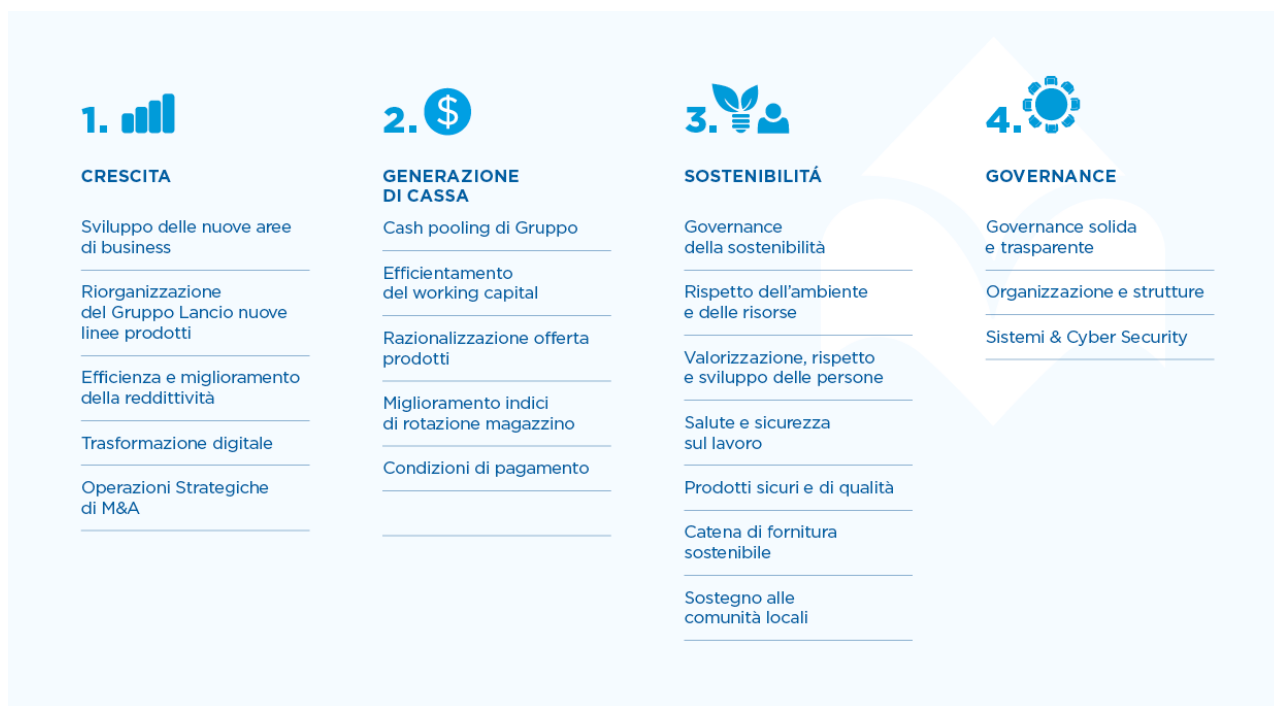 1.
CRESCITA
Sviluppo delle nuove aree
di business
Riorganizzazione
del Gruppo Lancio nuove
linee prodotti
Efficienza e miglioramento
della reddittività
Trasformazione digitale
Operazioni Strategiche
di M&A
2.
$
GENERAZIONE
DI CASSA
Cash pooling di Gruppo
Efficientamento
del working capital
Razionalizzazione offerta
prodotti
Miglioramento indici
di rotazione magazzino
Condizioni di pagamento
3.
SOSTENIBILITÁ
Governance
della sostenibilità
Rispetto dell’ambiente
e delle risorse
Valorizzazione, rispetto
e sviluppo delle persone
Salute e sicurezza
sul lavoro
Prodotti sicuri e di qualità
Catena di fornitura
sostenibile
Sostegno alle
comunità locali
4.
GOVERNANCE
Governance solida
e trasparente
Organizzazione e strutture
Sistemi & Cyber Security